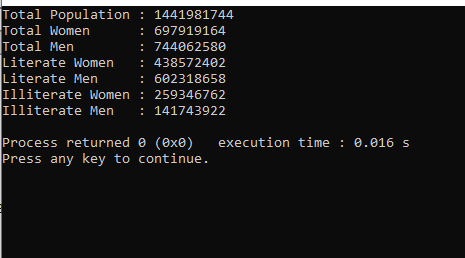 Total Population : 1441981744
Total Women      : 697919164
Total Men        : 744062580
Literate Women   : 438572402
Literate Men     : 602318658
Illiterate Women : 259346762
Illiterate Men   : 141743922
Process returned 0 (0x0)   execution time : 0.016 s
Press any key to continue.